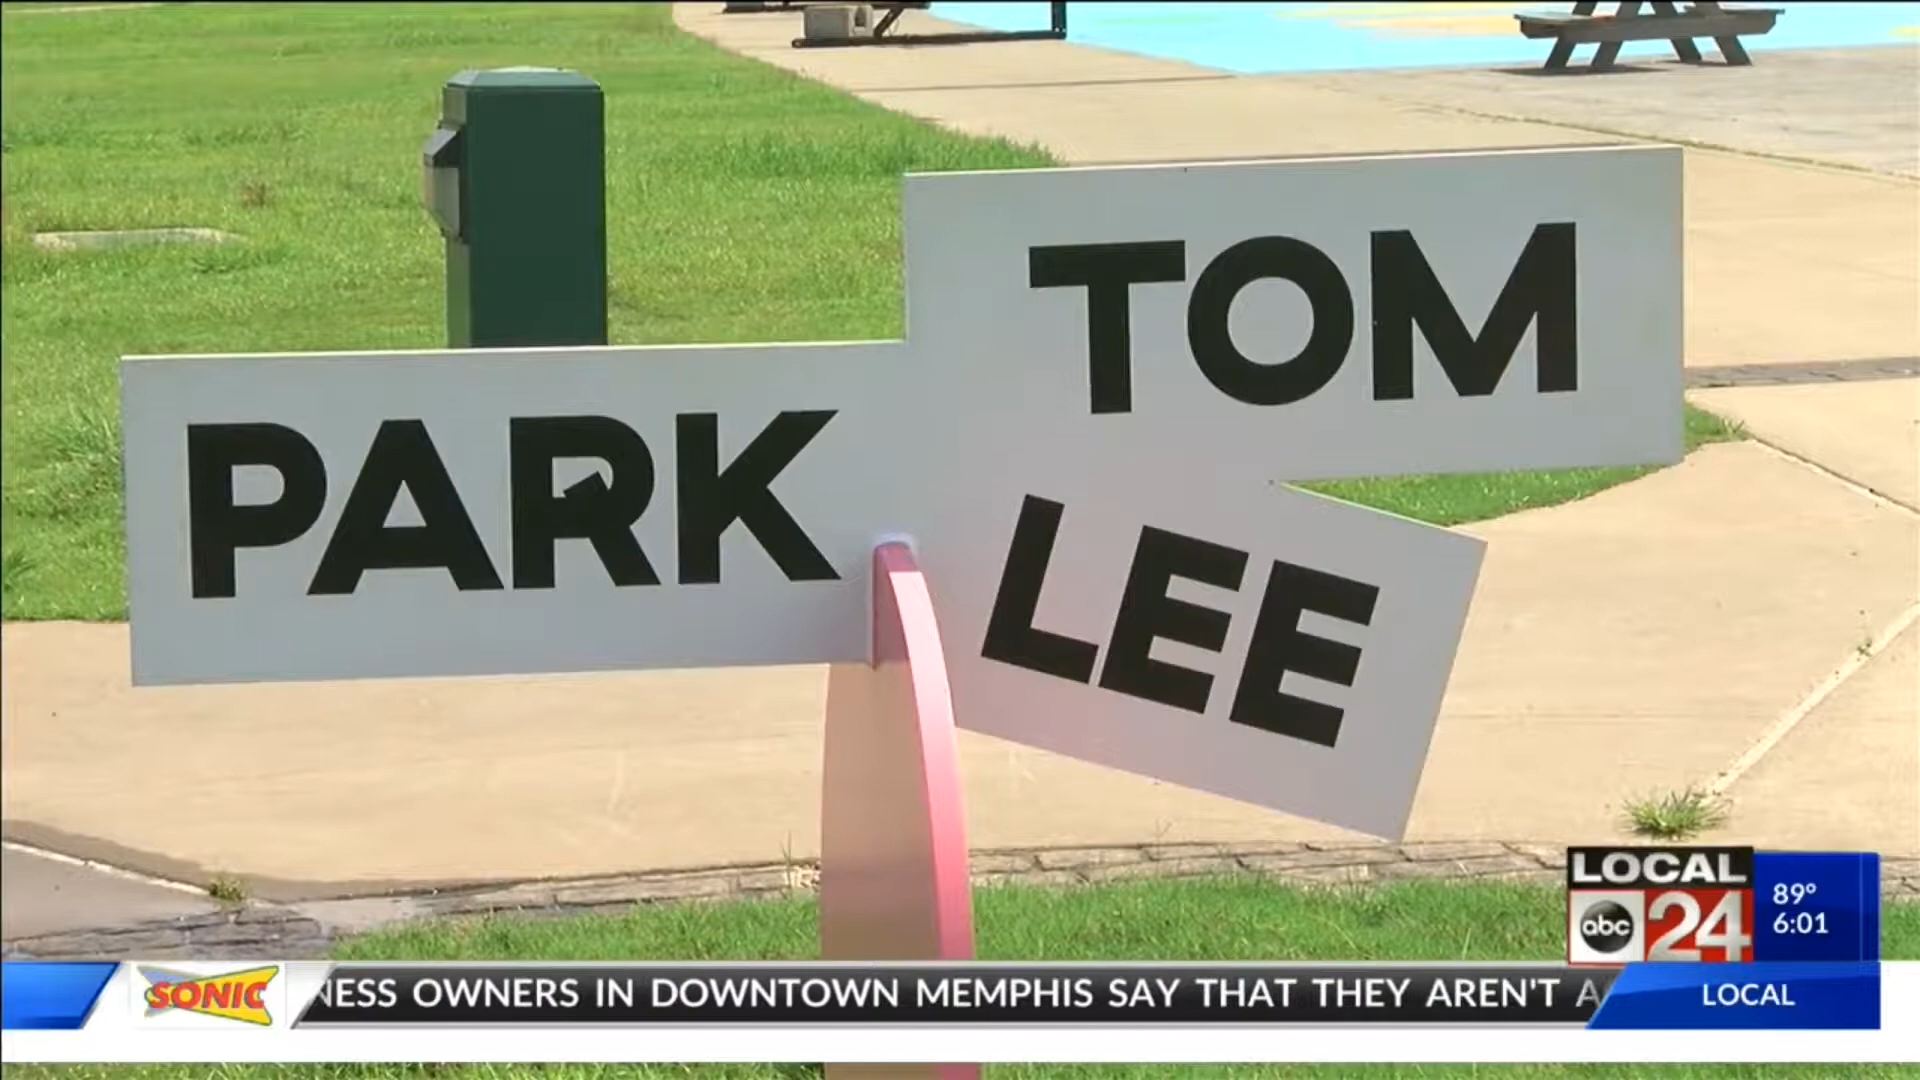 TOM
PARK
LEE
LOCAL
abc 24
89°
6:01
SONIC
OWNERS IN DOWNTOWN MEMPHIS SAY THAT THEY AREN'T
LOCAL